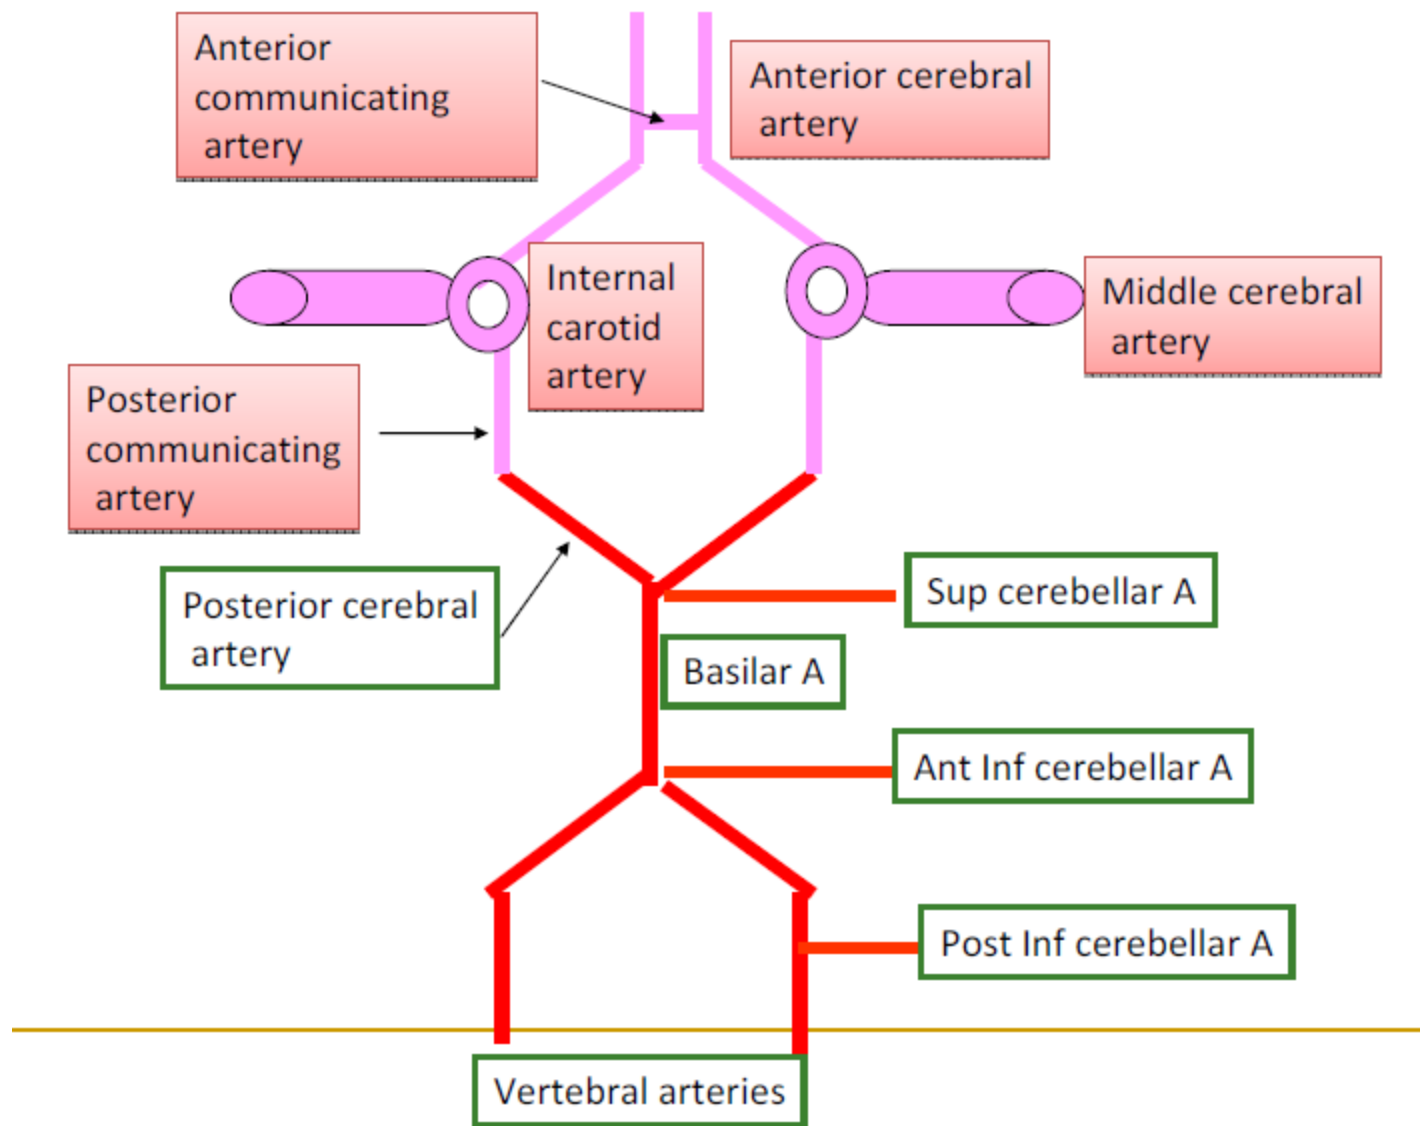 Anterior
communicating
artery
Anterior cerebral
artery
Internal
carotid
artery
Middle cerebral
artery
Posterior
communicating
artery
Posterior cerebral
artery
Sup cerebellar A
Basilar A
Ant Inf cerebellar A
Post Inf cerebellar A
Vertebral arteries